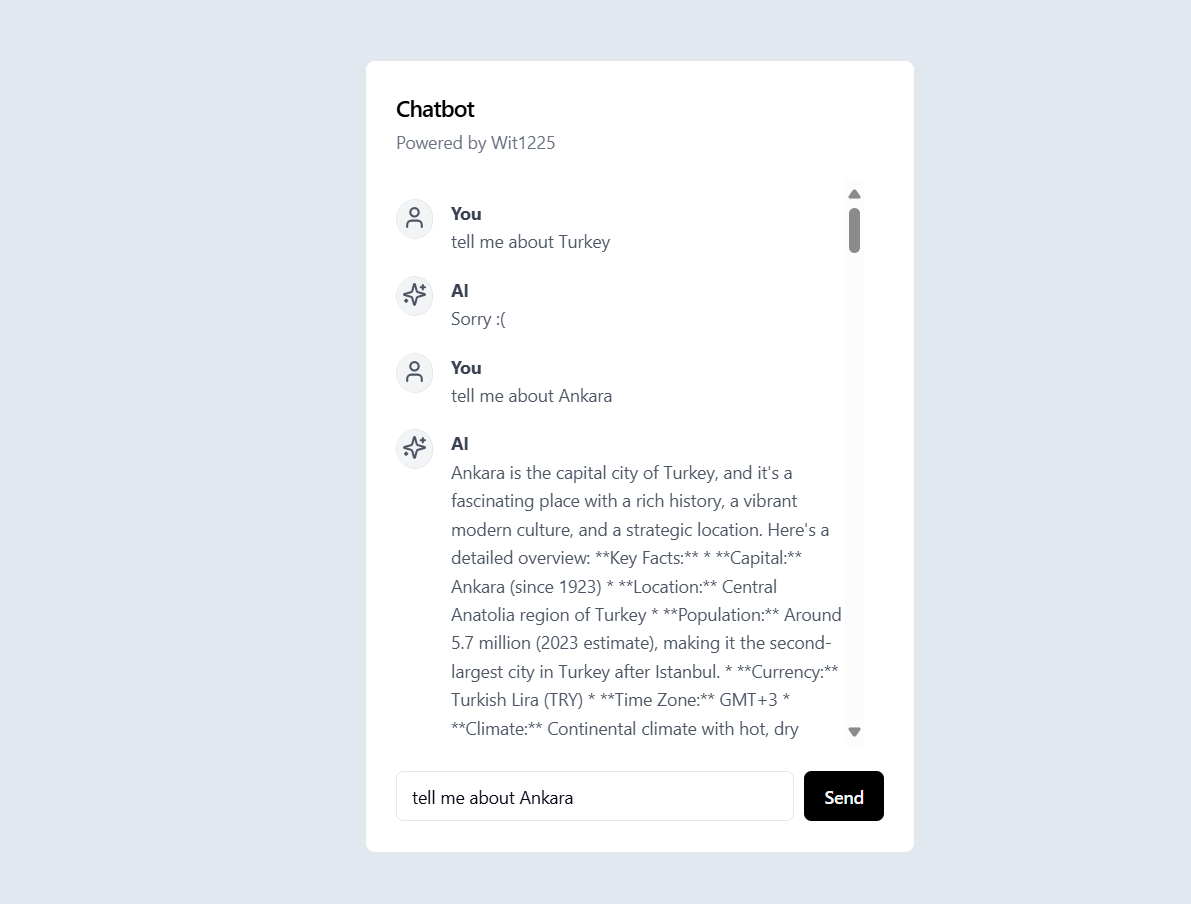 Chatbot
Powered by Wit1225
You
tell me about Turkey
AI
Sorry :(
You
tell me about Ankara
AI
Ankara is the capital city of Turkey, and it's a
fascinating place with a rich history, a vibrant
modern culture, and a strategic location. Here's a
detailed overview: **Key Facts:** * **Capital:**
Ankara (since 1923) * **Location:** Central
Anatolia region of Turkey * **Population:** Around
5.7 million (2023 estimate), making it the second-
largest city in Turkey after Istanbul. * **Currency:**
Turkish Lira (TRY) * **Time Zone:** GMT+3 *
**Climate:** Continental climate with hot, dry
tell me about Ankara
Send